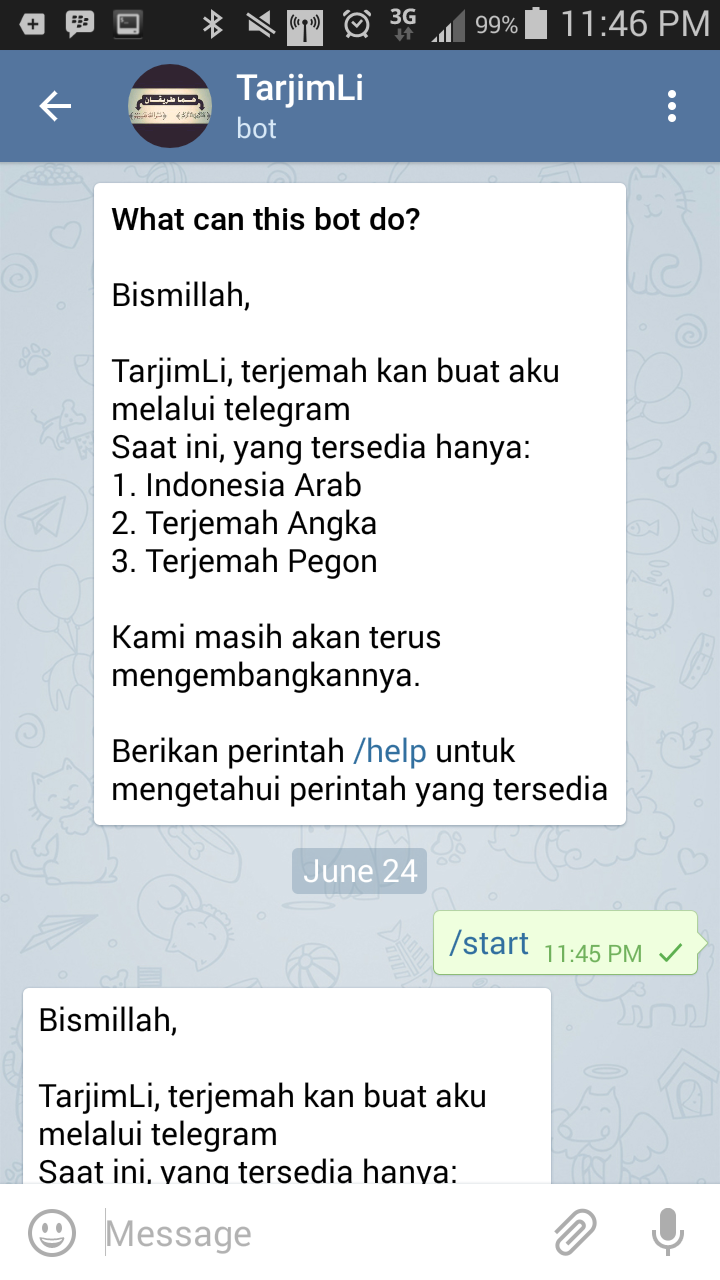 3G
99%
11:46 PM
TarjimLi
هما طريقان
bot
What can this bot do?
Bismillah,
TarjimLi, terjemah kan buat aku
melalui telegram
Saat ini, yang tersedia hanya:
1. Indonesia Arab
2. Terjemah Angka
3. Terjemah Pegon
Kami masih akan terus
mengembangkannya.
Berikan perintah /help untuk
mengetahui perintah yang tersedia
June 24
/start 11:45 PM
Bismillah,
TarjimLi, terjemah kan buat aku
melalui telegram
Saat ini, yang tersedia hanya:
Message